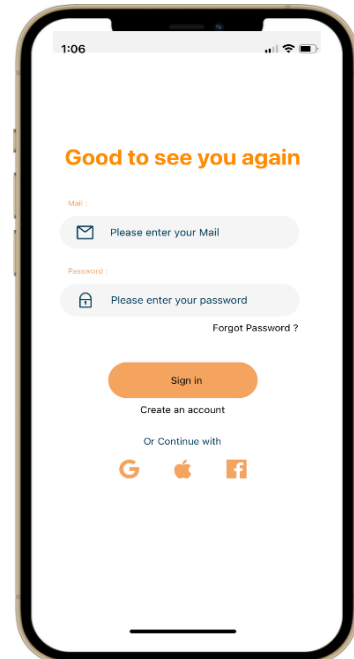 1:06
Good to see you again
Mail :
Please enter your Mail
Password :
Please enter your password
Forgot Password ?
Sign in
Create an account
Or Continue with